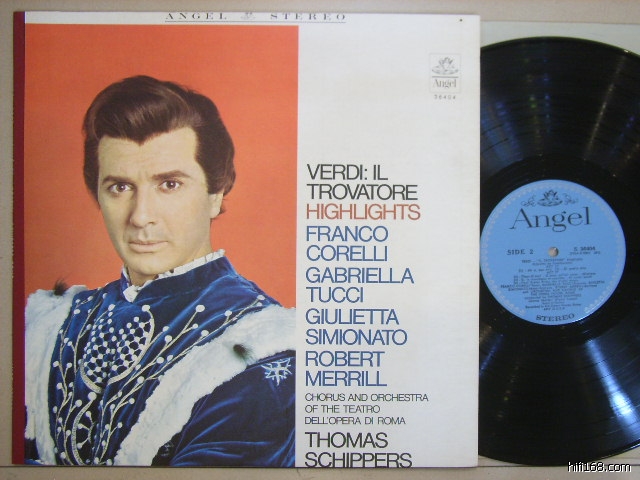 ANGEL STEREO
Angel
36404
VERDI: IL
TROVATORE
HIGHLIGHTS
FRANCO
CORELLI
GABRIELLA
TUCCI
GIULIETTA
SIMIONATO
ROBERT
MERRILL
CHORUS AND ORCHESTRA
OF THE TEATRO
DELL'OPERA DI ROMA
THOMAS
SCHIPPERS
Angel
SIDE 2
S. 36404
STEREO
hifi168.com